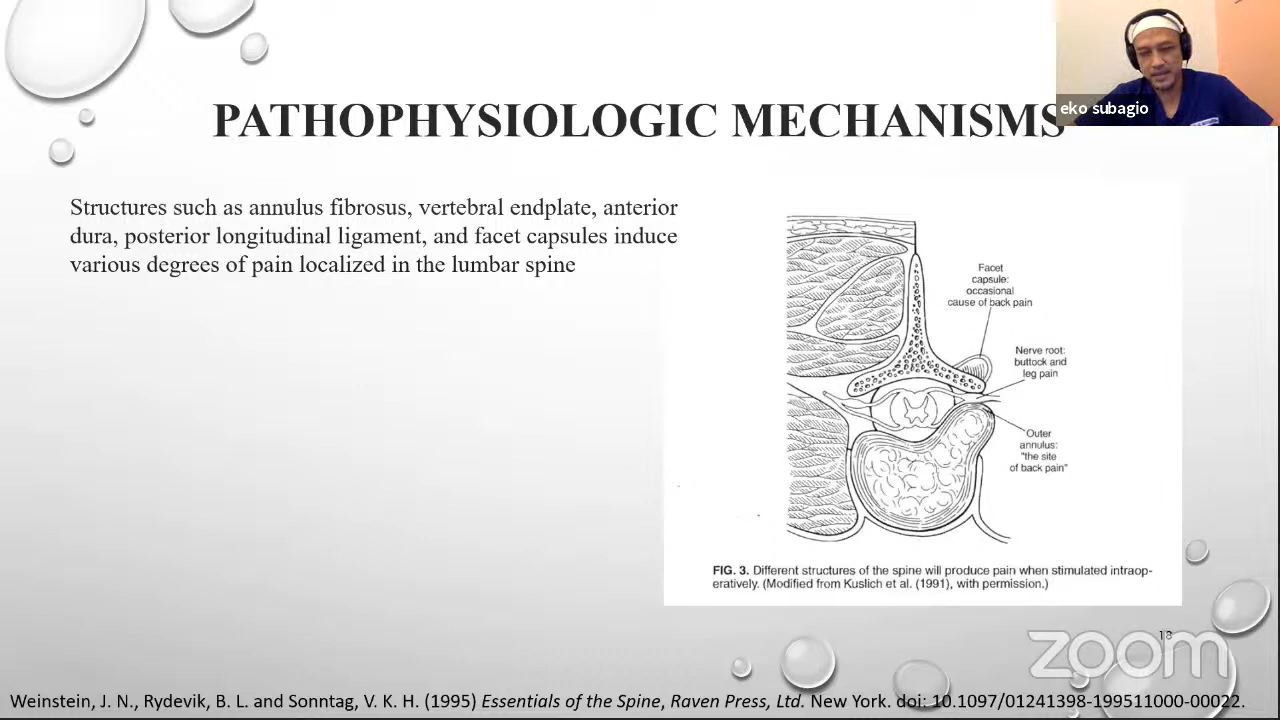 PATHOPHYSIOLOGIC MECHANISMS
eko subagio
Structures such as annulus fibrosus, vertebral endplate, anterior
dura, posterior longitudinal ligament, and facet capsules induce
various degrees of pain localized in the lumbar spine
Facet
capsule:
occasional
cause of back pain
Nerve root:
buttock and
leg pain
Outer
annulus:
"the site
of back pain"
FIG. 3. Different structures of the spine will produce pain when stimulated intraop-
eratively. (Modified from Kuslich et al. (1991), with permission.)
18
zoom
Weinstein, J. N., Rydevik, B. L. and Sonntag, V. K. H. (1995) Essentials of the Spine, Raven Press, Ltd. New York. doi: 10.1097/01241398-199511000-00022.